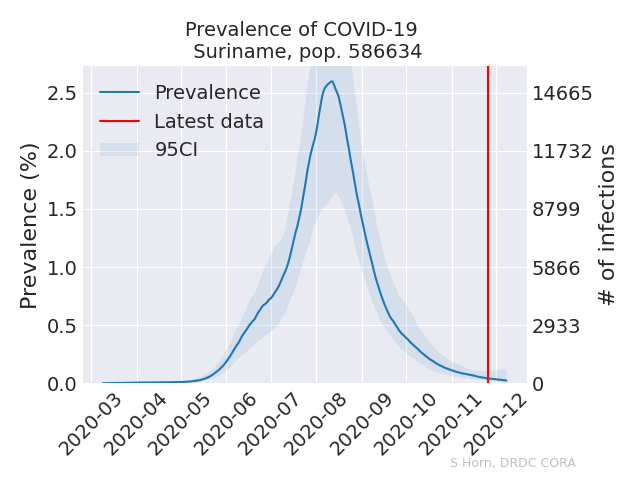 Prevalence of COVID-19
Suriname, pop. 586634
Prevalence
Latest data
95CI
Prevalence (%)
2.5
2.0
1.5
1.0
0.5
0.0
14665
11732
8799
5866
2933
0
# of infections
2020-03
2020-04
2020-05
2020-06
2020-07
2020-08
2020-09
2020-10
2020-11
2020-12
S Horn, DRDC CORA